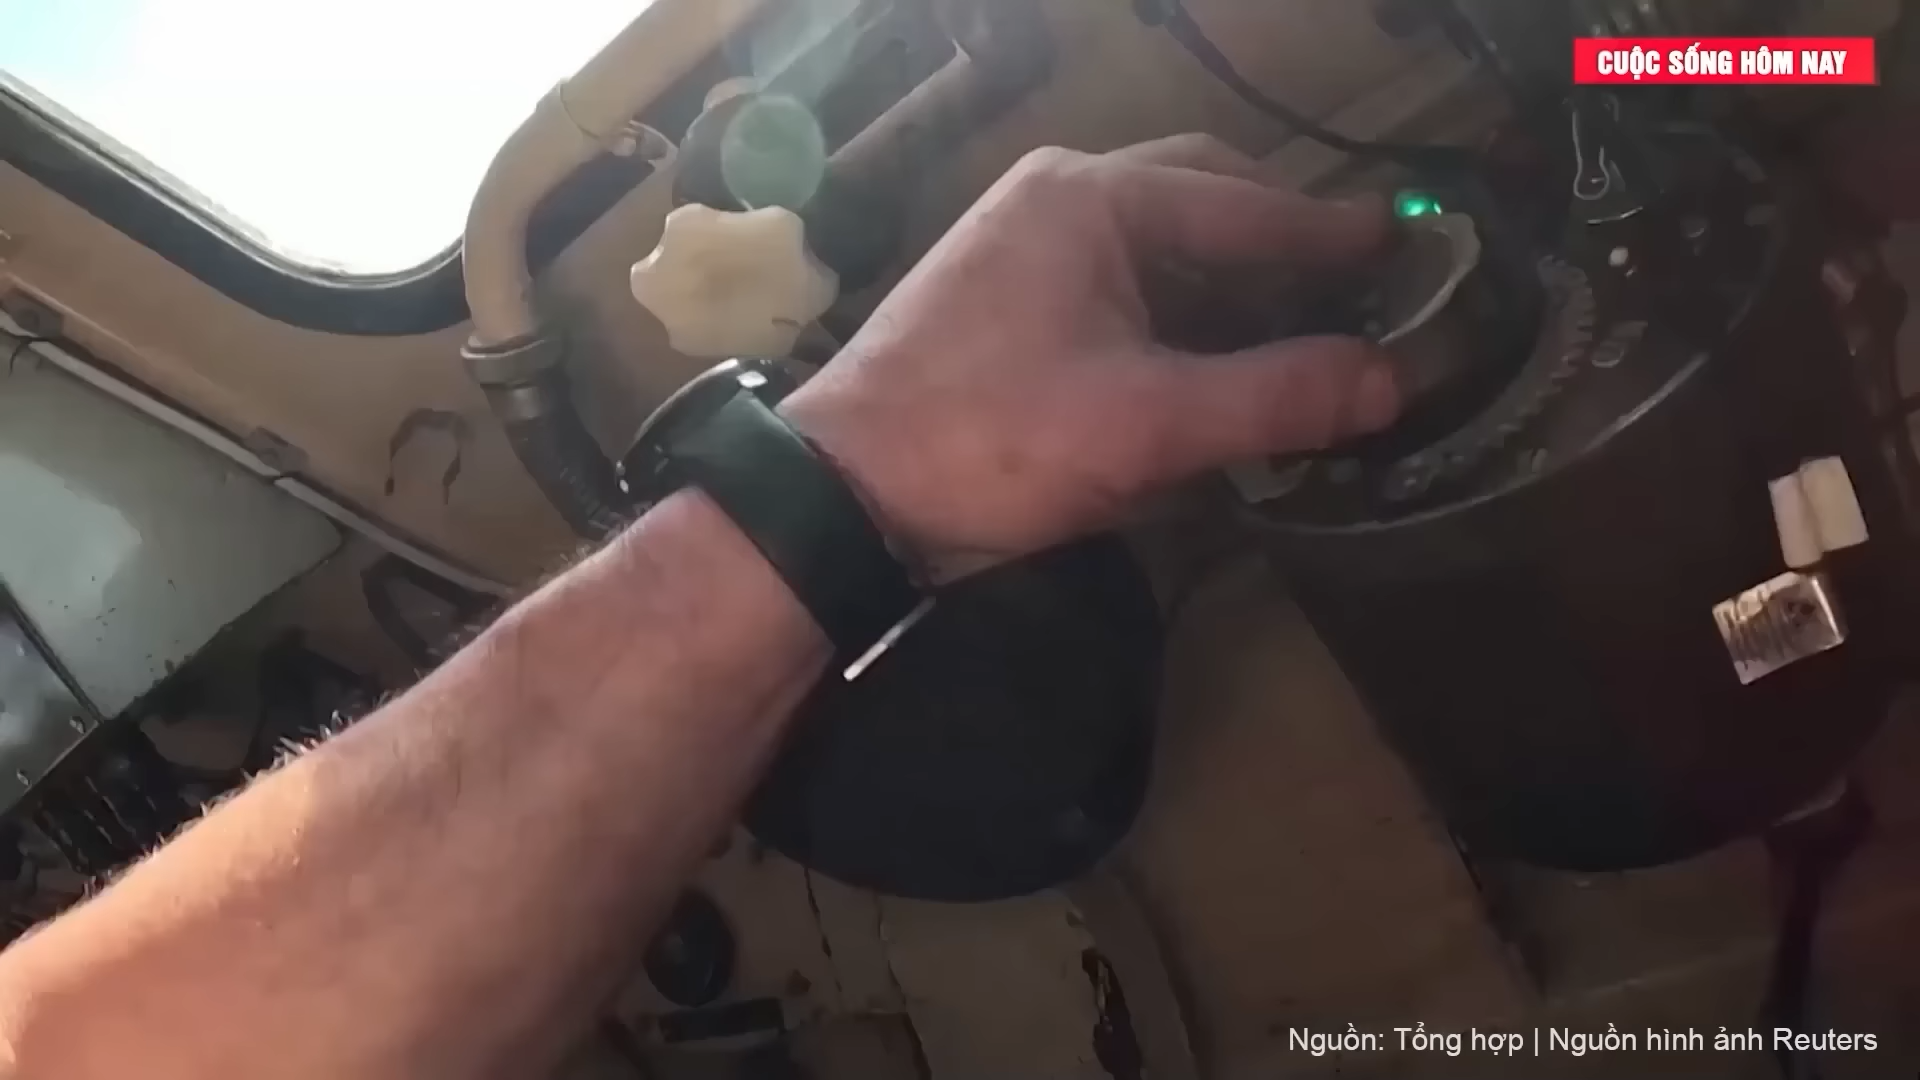 CUỘC SỐNG HÔM NAY
Nguồn: Tổng hợp | Nguồn hình ảnh Reuters